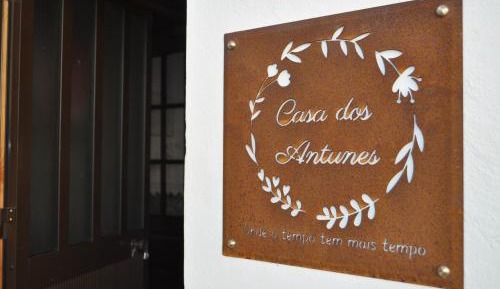 Casa dos
Antunes
onde o tempo tem mais tempo